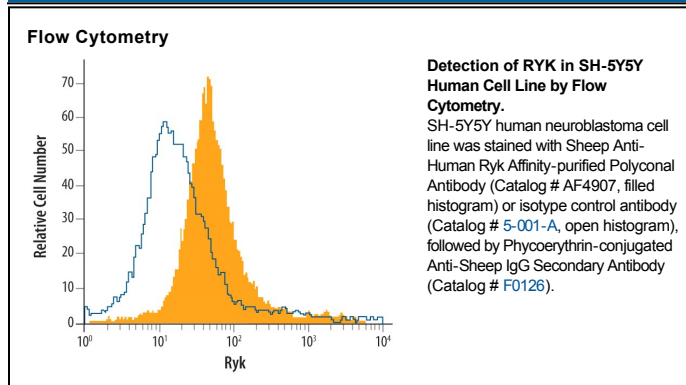 Flow Cytometry
Relative Cell Number
70
60
50
40
30
20
10
0
10⁰
10¹
10²
10³
10⁴
Ryk
Detection of RYK in SH-5Y5Y
Human Cell Line by Flow
Cytometry.
SH-5Y5Y human neuroblastoma cell
line was stained with Sheep Anti-
Human Ryk Affinity-purified Polyconal
Antibody (Catalog # AF4907, filled
histogram) or isotype control antibody
(Catalog # 5-001-A, open histogram),
followed by Phycoerythrin-conjugated
Anti-Sheep IgG Secondary Antibody
(Catalog # F0126).